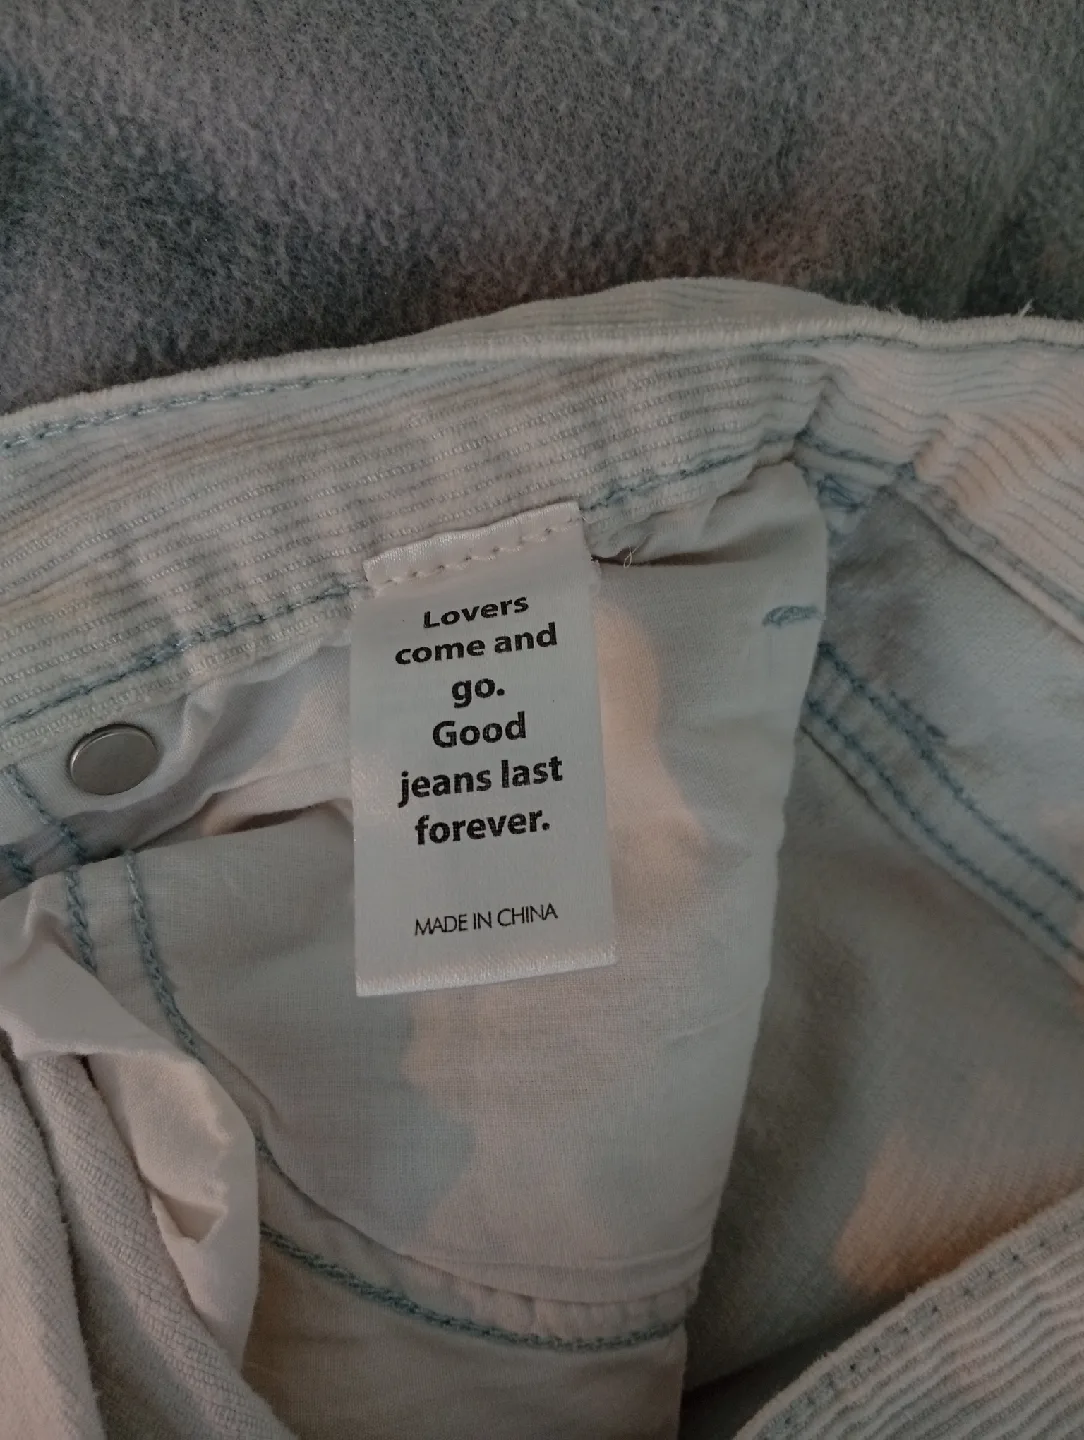 Lovers
come and
go.
Good
jeans last
forever.
MADE IN CHINA